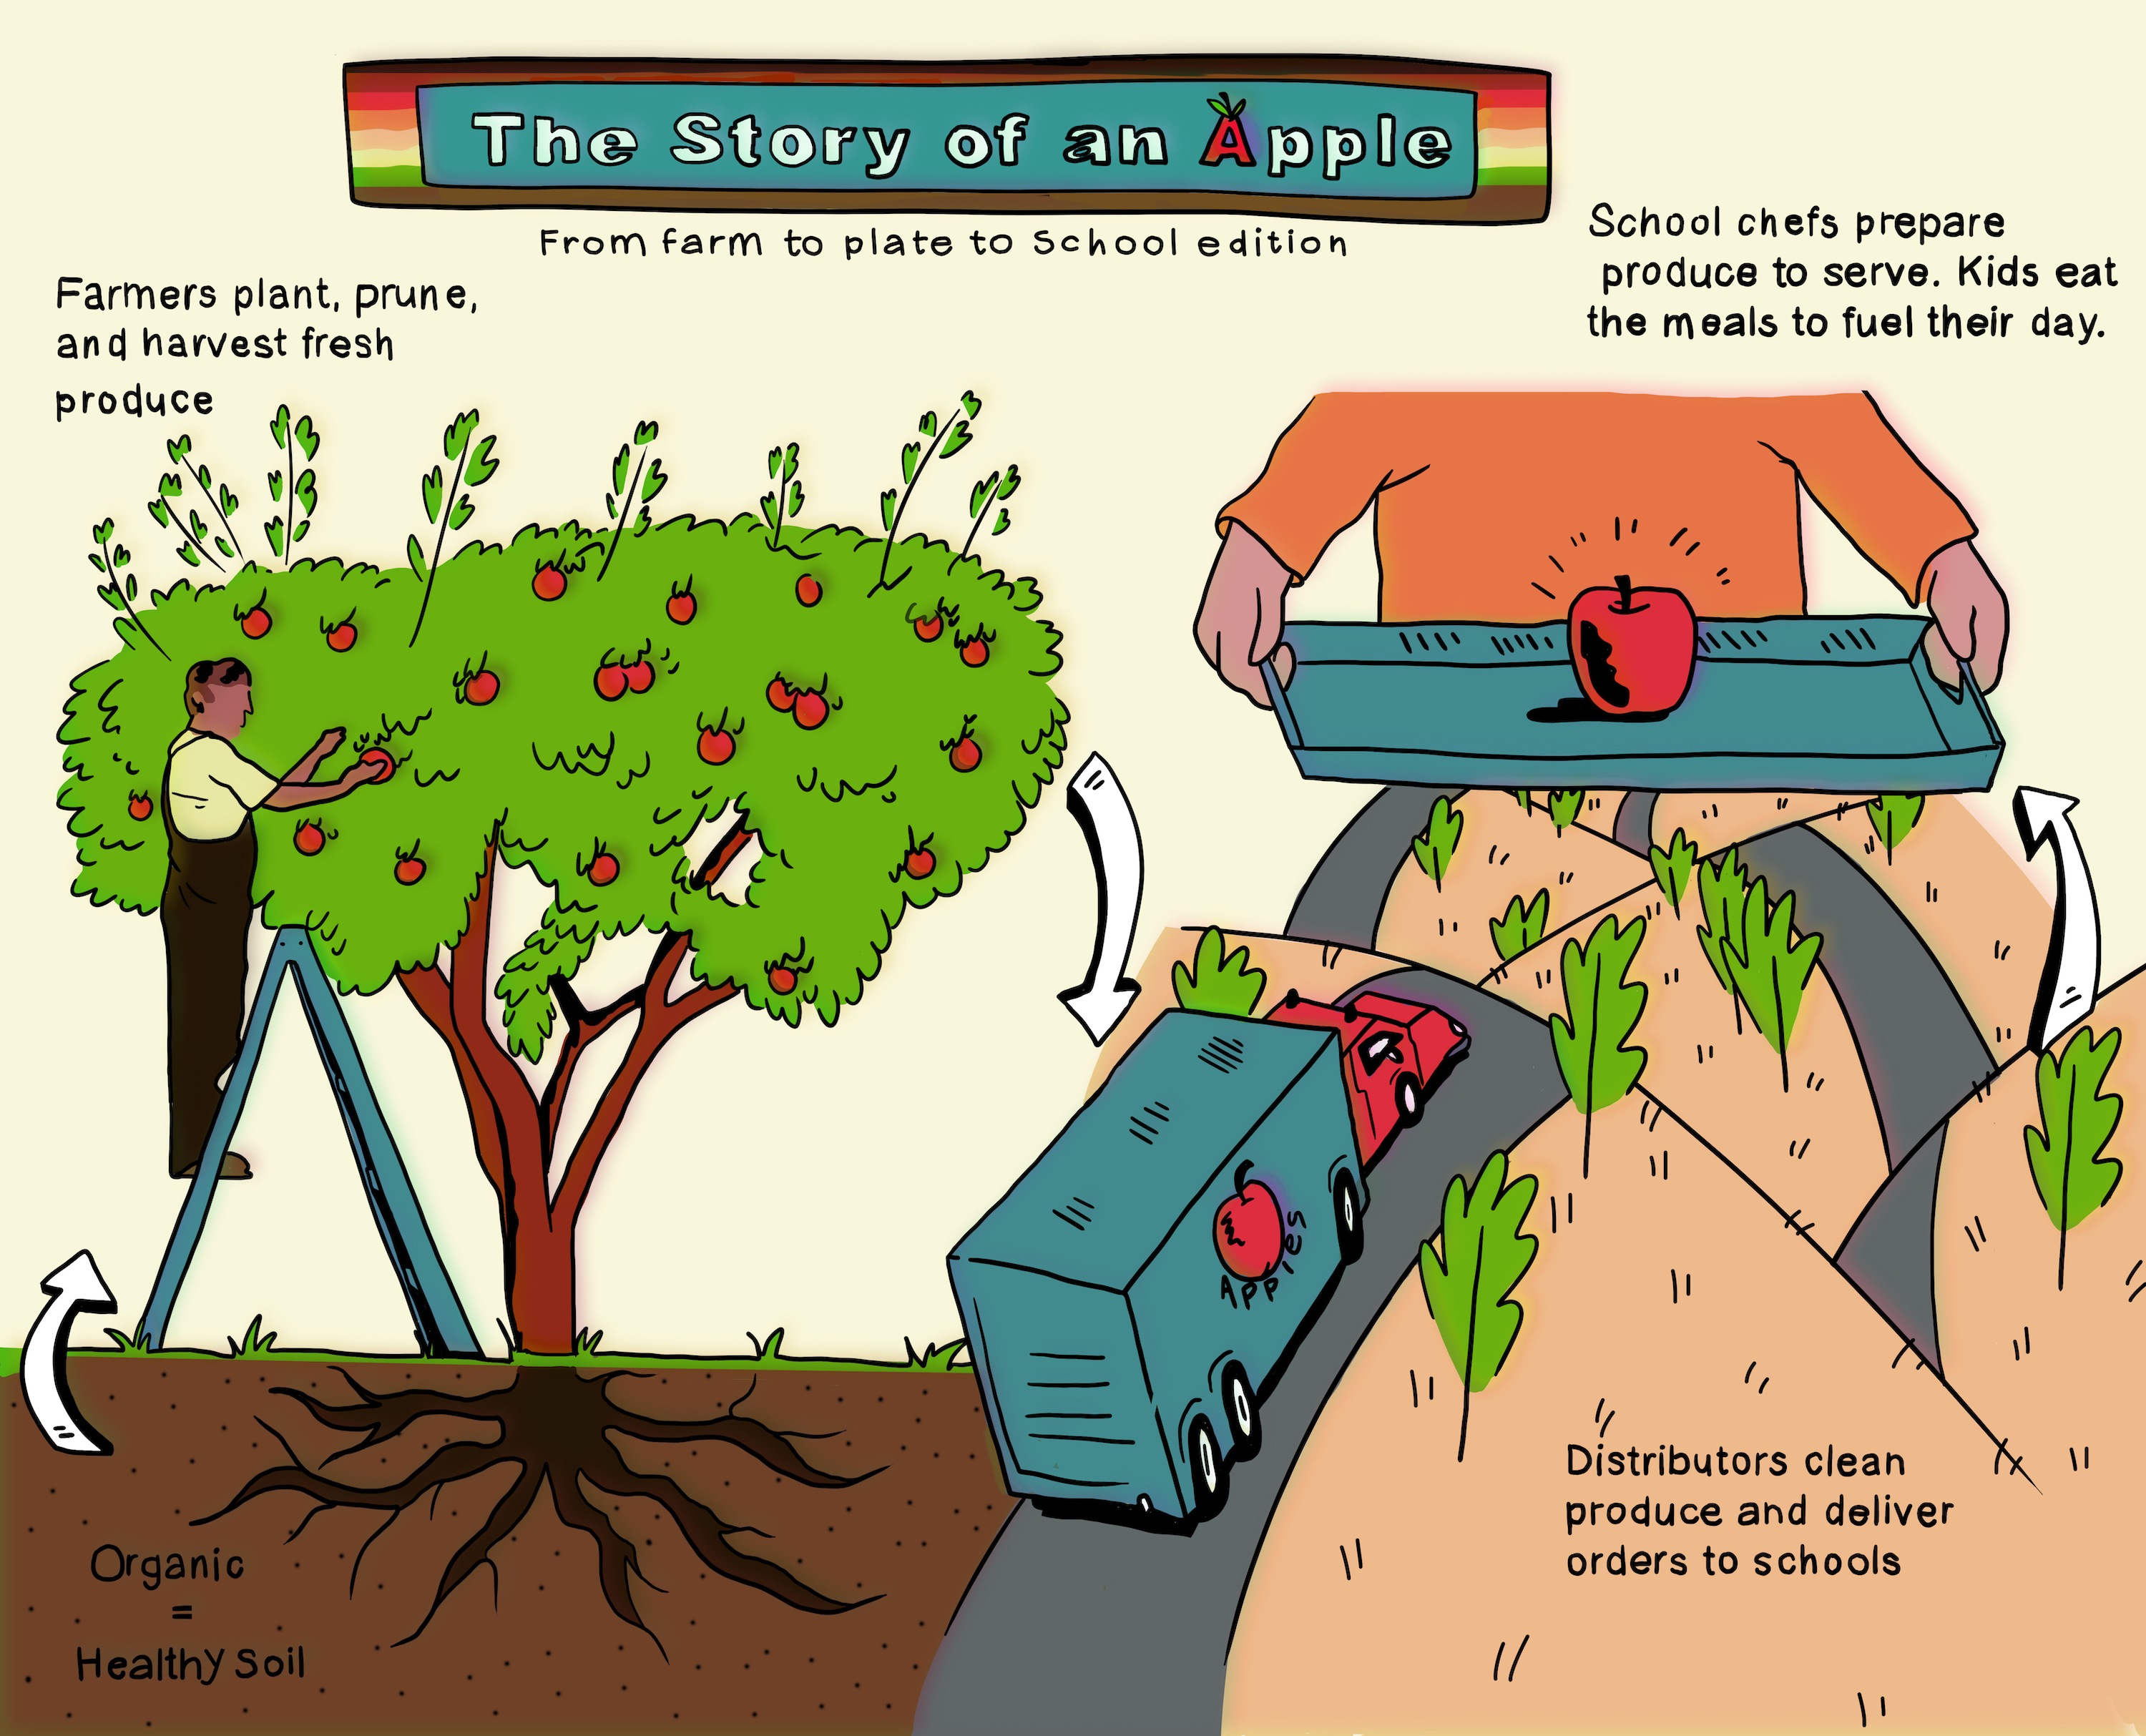 The Story of an Apple
From farm to plate to School edition
Farmers plant, prune,
and harvest fresh
produce
School chefs prepare
produce to serve. Kids eat
the meals to fuel their day.
Apples
Distributors clean
produce and deliver
orders to schools
Organic
=
Healthy Soil